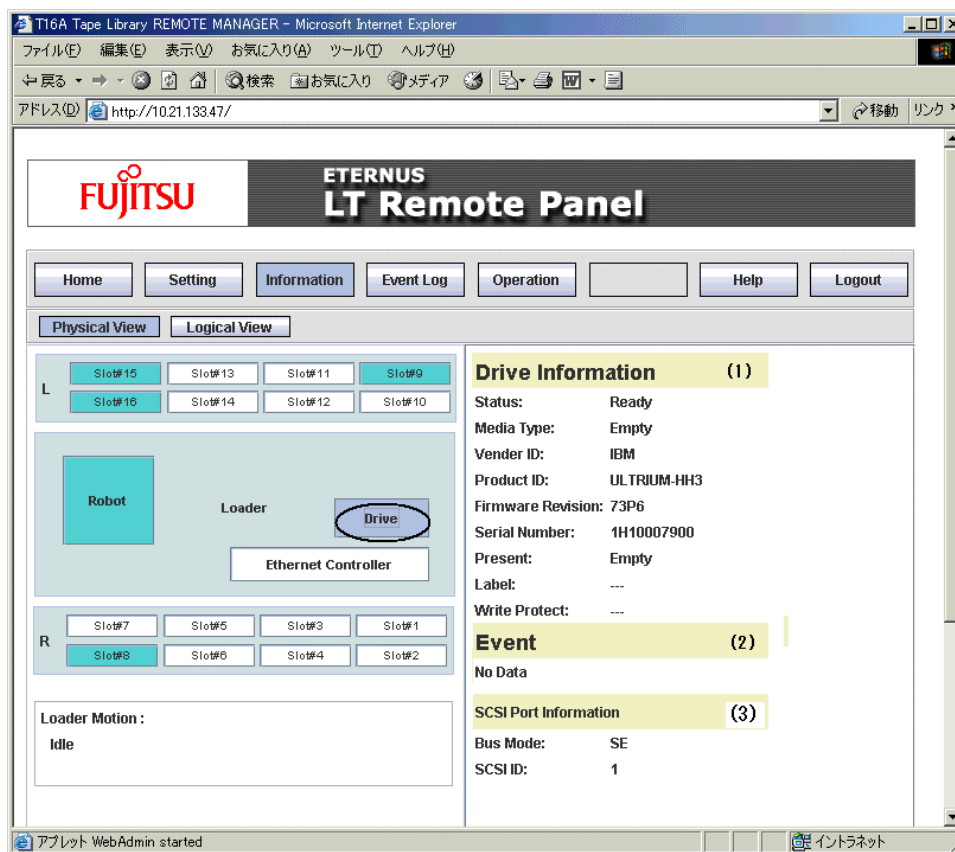 T16A Tape Library REMOTE MANAGER - Microsoft Internet Explorer
ファイル(F) 編集(E) 表示(V) お気に入り(A) ツール(T) ヘルプ(H)
戻る 検索 お気に入り メディア
アドレス(D) http://10.21.133.47/ 移動 リンク
FUJITSU
ETERNUS
LT Remote Panel
Home Setting Information Event Log Operation Help Logout
Physical View Logical View
L
Slot#15 Slot#13 Slot#11 Slot#9
Slot#16 Slot#14 Slot#12 Slot#10
Robot
Loader
Drive
Ethernet Controller
R
Slot#7 Slot#5 Slot#3 Slot#1
Slot#8 Slot#6 Slot#4 Slot#2
Loader Motion :
Idle
Drive Information (1)
Status: Ready
Media Type: Empty
Vender ID: IBM
Product ID: ULTRIUM-HH3
Firmware Revision: 73P6
Serial Number: 1H10007900
Present: Empty
Label: ---
Write Protect: ---
Event (2)
No Data
SCSI Port Information (3)
Bus Mode: SE
SCSI ID: 1
アプレット WebAdmin started
イントラネット